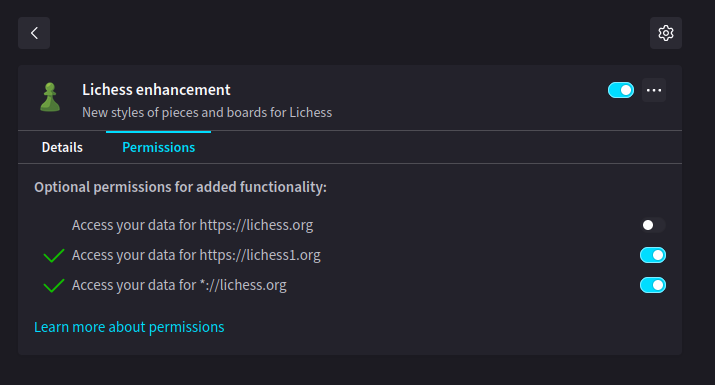 Lichess enhancement
New styles of pieces and boards for Lichess
Details Permissions
Optional permissions for added functionality:
Access your data for https://lichess.org
Access your data for https://lichess1.org
Access your data for *://lichess.org
Learn more about permissions